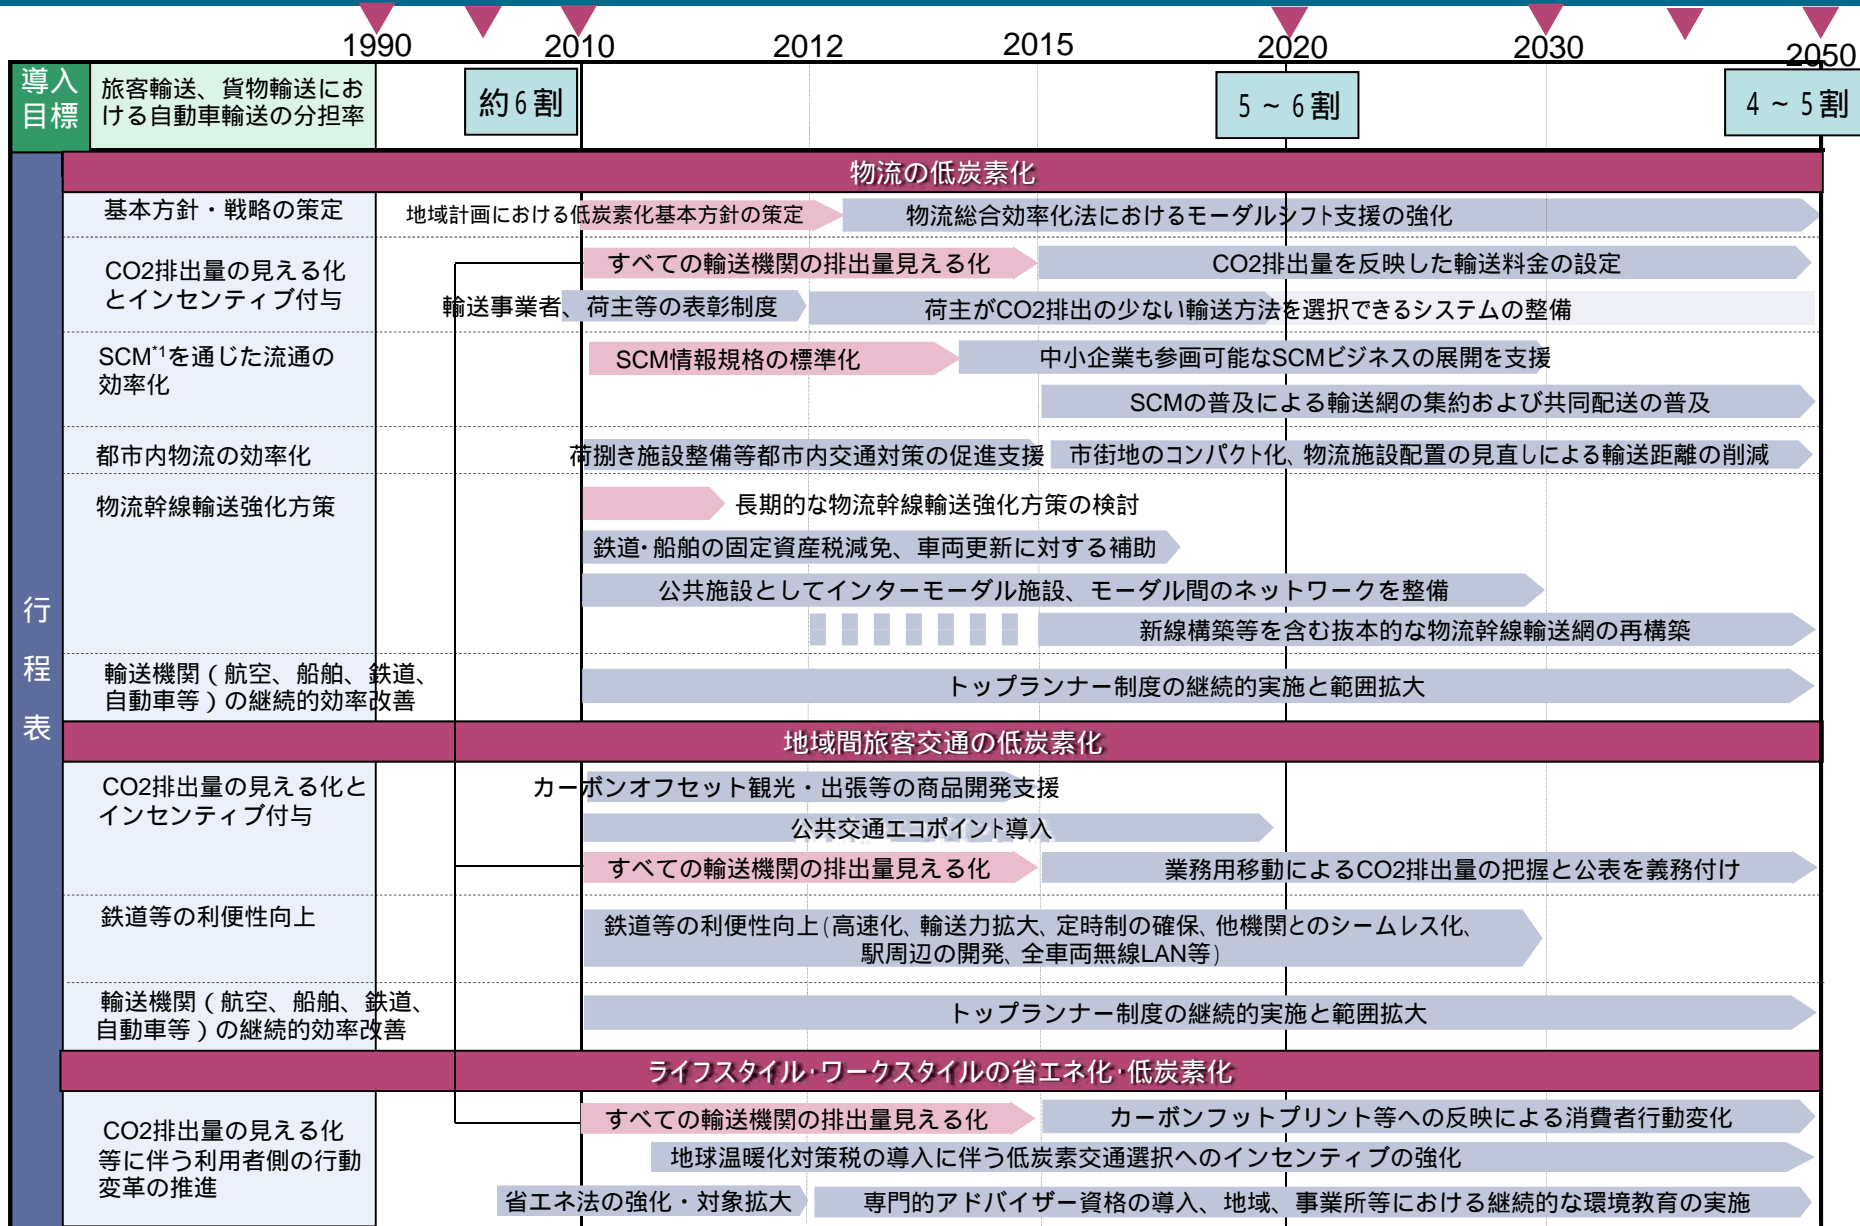 1990
2010
2012
2015
2020
2030
2050
導入
目標
旅客輸送、貨物輸送にお
ける自動車輸送の分担率
約6割
5～6割
4～5割
行
程
表
物流の低炭素化
基本方針・戦略の策定
地域計画における低炭素化基本方針の策定
物流総合効率化法におけるモーダルシフト支援の強化
CO2排出量の見える化
とインセンティブ付与
すべての輸送機関の排出量見える化
CO2排出量を反映した輸送料金の設定
輸送事業者、荷主等の表彰制度
荷主がCO2排出の少ない輸送方法を選択できるシステムの整備
SCM*1を通じた流通の
効率化
SCM情報規格の標準化
中小企業も参画可能なSCMビジネスの展開を支援
SCMの普及による輸送網の集約および共同配送の普及
都市内物流の効率化
荷捌き施設整備等都市内交通対策の促進支援
市街地のコンパクト化、物流施設配置の見直しによる輸送距離の削減
物流幹線輸送強化方策
長期的な物流幹線輸送強化方策の検討
鉄道・船舶の固定資産税減免、車両更新に対する補助
公共施設としてインターモーダル施設、モーダル間のネットワークを整備
新線構築等を含む抜本的な物流幹線輸送網の再構築
輸送機関（航空、船舶、鉄道、
自動車等）の継続的効率改善
トップランナー制度の継続的実施と範囲拡大
地域間旅客交通の低炭素化
CO2排出量の見える化と
インセンティブ付与
カーボンオフセット観光・出張等の商品開発支援
公共交通エコポイント導入
すべての輸送機関の排出量見える化
業務用移動によるCO2排出量の把握と公表を義務付け
鉄道等の利便性向上
鉄道等の利便性向上（高速化、輸送力拡大、定時制の確保、他機関とのシームレス化、
駅周辺の開発、全車両無線LAN等）
輸送機関（航空、船舶、鉄道、
自動車等）の継続的効率改善
トップランナー制度の継続的実施と範囲拡大
ライフスタイル・ワークスタイルの省エネ化・低炭素化
CO2排出量の見える化
等に伴う利用者側の行動
変革の推進
すべての輸送機関の排出量見える化
カーボンフットプリント等への反映による消費者行動変化
地球温暖化対策税の導入に伴う低炭素交通選択へのインセンティブの強化
省エネ法の強化・対象拡大
専門的アドバイザー資格の導入、地域、事業所等における継続的な環境教育の実施